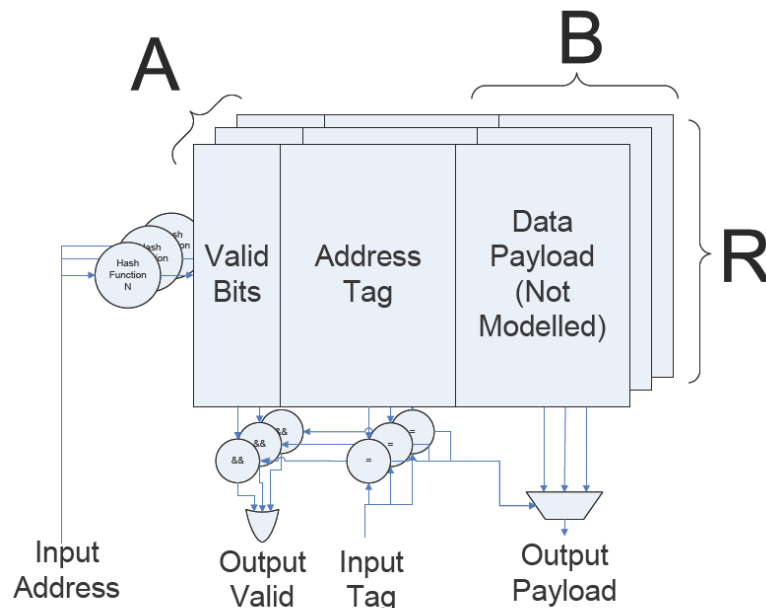 A
B
R
Hash
Function
N
Valid
Bits
Address
Tag
Data
Payload
(Not
Modelled)
&&
&&
&&
=
=
=
Input
Address
Output
Valid
Input
Tag
Output
Payload